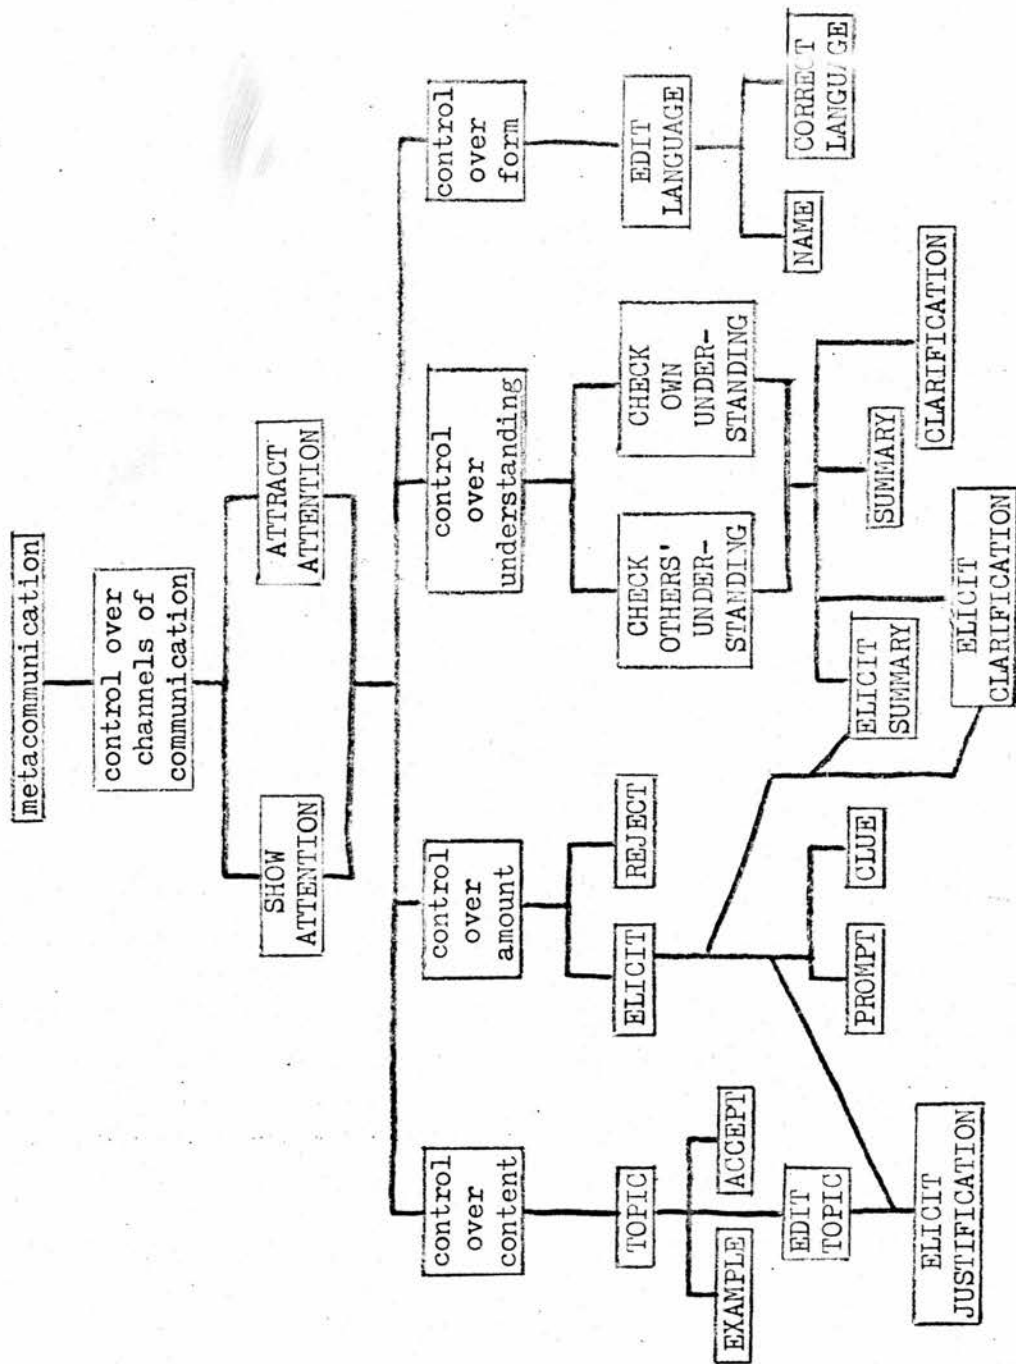 metacommunication
control over
channels of
communication
SHOW
ATTENTION
ATTRACT
ATTENTION
control
over
content
control
over
amount
control
over
understanding
control
over
form
TOPIC
ELICIT
REJECT
CHECK
OTHERS'
UNDER-
STANDING
CHECK
OWN
UNDER-
STANDING
EDIT
LANGUAGE
EXAMPLE
ACCEPT
EDIT
TOPIC
PROMPT
CLUE
ELICIT
SUMMARY
SUMMARY
NAME
CORRECT
LANGUAGE
ELICIT
JUSTIFICATION
ELICIT
CLARIFICATION
CLARIFICATION